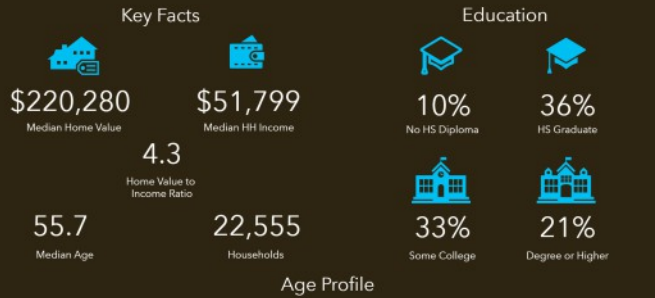 Key Facts
Education
$220,280
$51,799
Median Home Value
Median HH Income
4.3
Home Value to
Income Ratio
55.7
22,555
Median Age
Households
10%
36%
No HS Diploma
HS Graduate
33%
21%
Some College
Degree or Higher
Age Profile